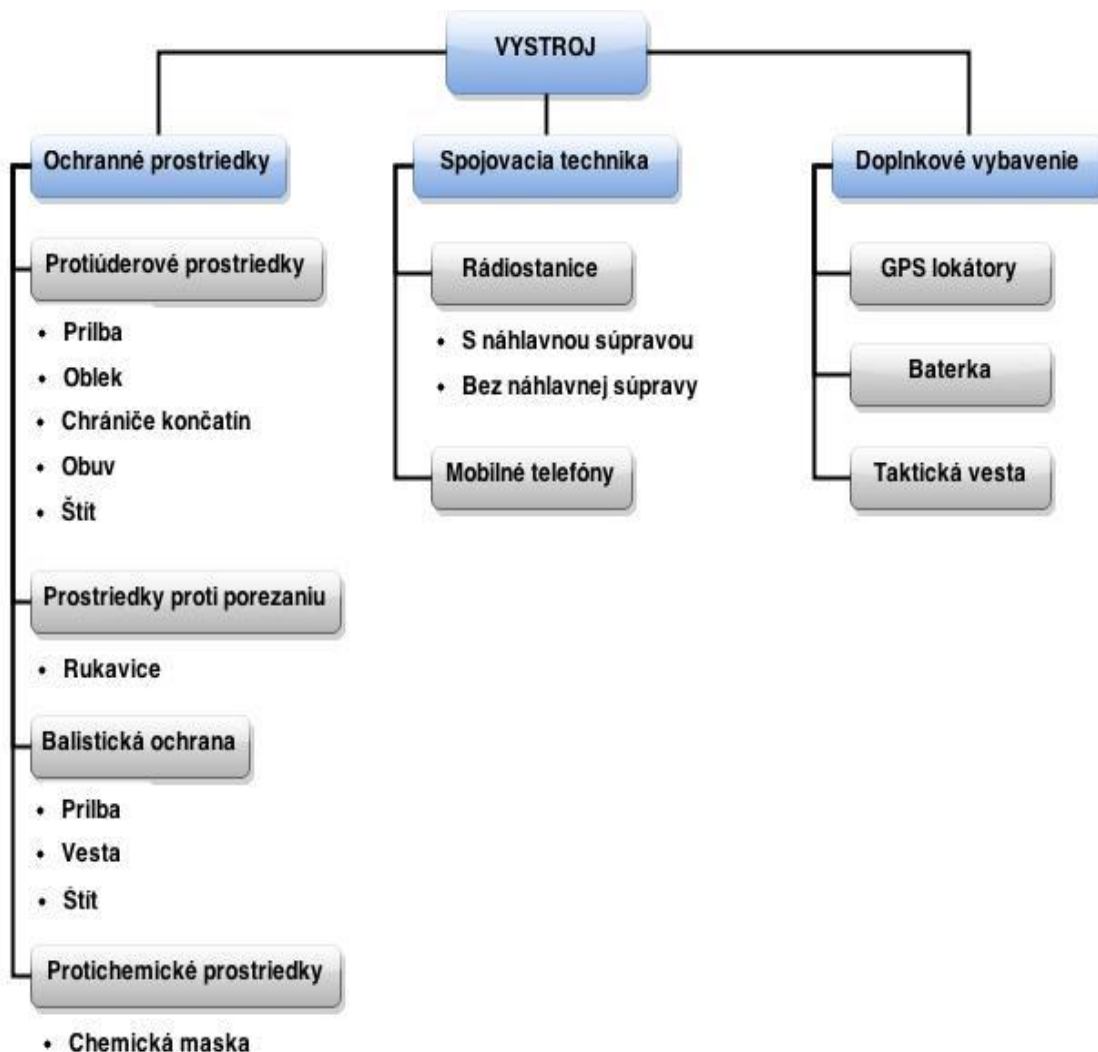 VÝSTROJ
Ochranné prostriedky
Protiúderové prostriedky
Prilba
Oblek
Chrániče končatín
Obuv
Štít
Prostriedky proti porezaniu
Rukavice
Balistická ochrana
Prilba
Vesta
Štít
Protichemické prostriedky
Chemická maska
Spojovacia technika
Rádiostanice
S náhlavnou súpravou
Bez náhlavnej súpravy
Mobilné telefóny
Doplnkové vybavenie
GPS lokátory
Baterka
Taktická vesta